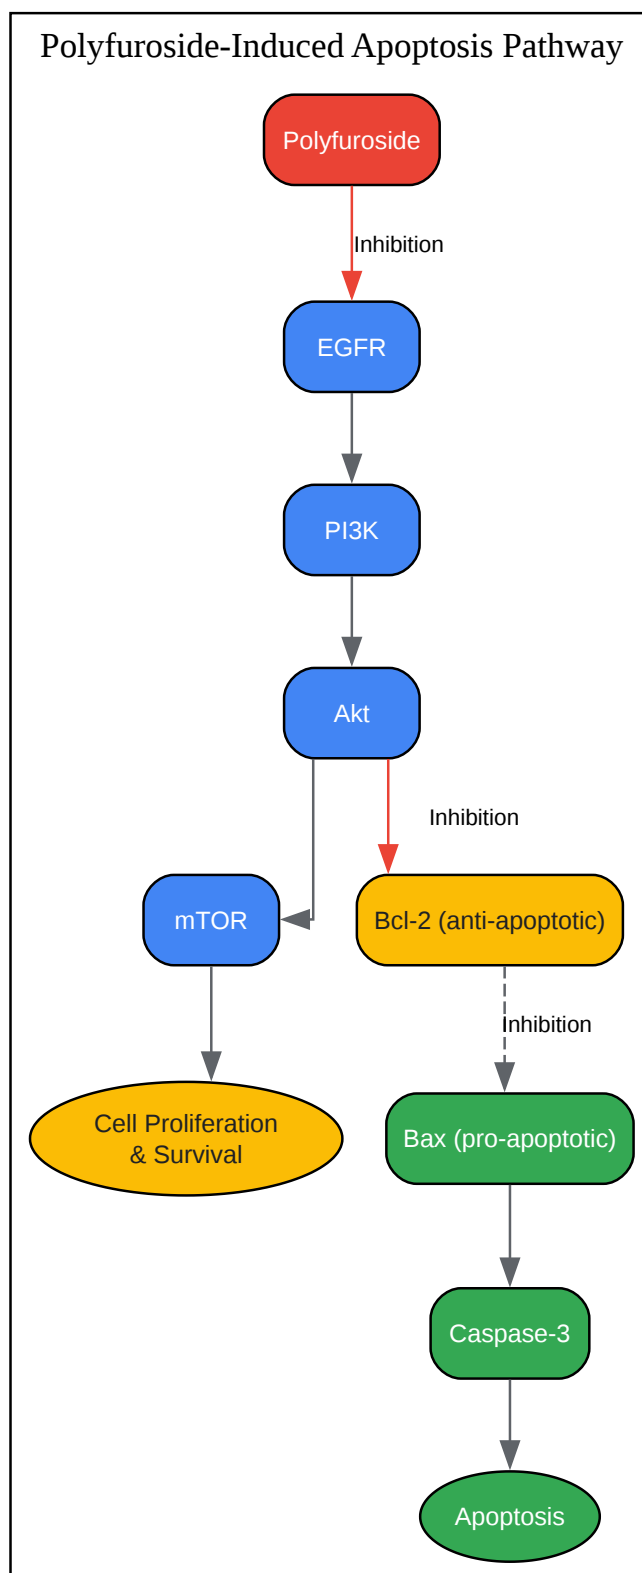 Polyfuroside-Induced Apoptosis Pathway
Polyfuroside
Inhibition
EGFR
PI3K
Akt
Inhibition
mTOR
Bcl-2 (anti-apoptotic)
Inhibition
Cell Proliferation
& Survival
Bax (pro-apoptotic)
Caspase-3
Apoptosis